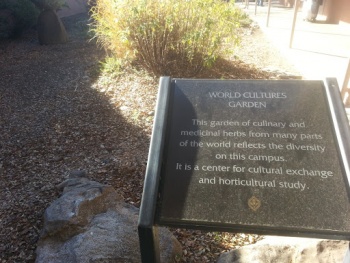 WORLD CULTURES
GARDEN
This garden of culinary and
medicinal herbs from many parts
of the world reflects the diversity
on this campus.
It is a center for cultural exchange
and horticultural study.